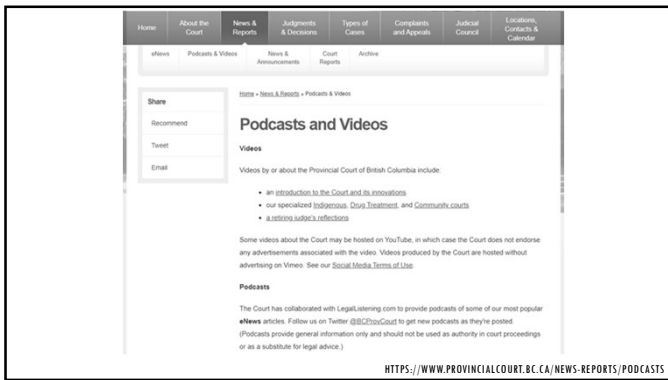 Home
About the
Court
News &
Reports
Judgments
& Decisions
Types of
Cases
Complaints
and Appeals
Judicial
Council
Locations,
Contacts &
Calendar
eNews
Podcasts & Videos
News &
Announcements
Court
Reports
Archive
Share
Recommend
Tweet
Email
Home » News & Reports » Podcasts & Videos
Podcasts and Videos
Videos
Videos by or about the Provincial Court of British Columbia include:
• an introduction to the Court and its innovations
• our specialized Indigenous, Drug Treatment, and Community courts
• a retiring judge's reflections
Some videos about the Court may be hosted on YouTube, in which case the Court does not endorse
any advertisements associated with the video. Videos produced by the Court are hosted without
advertising on Vimeo. See our Social Media Terms of Use.
Podcasts
The Court has collaborated with LegalListening.com to provide podcasts of some of our most popular
eNews articles. Follow us on Twitter @BCProvCourt to get new podcasts as they're posted.
(Podcasts provide general information only and should not be used as authority in court proceedings
or as a substitute for legal advice.)
HTTPS://WWW.PROVINCIALCOURT.BC.CA/NEWS-REPORTS/PODCASTS